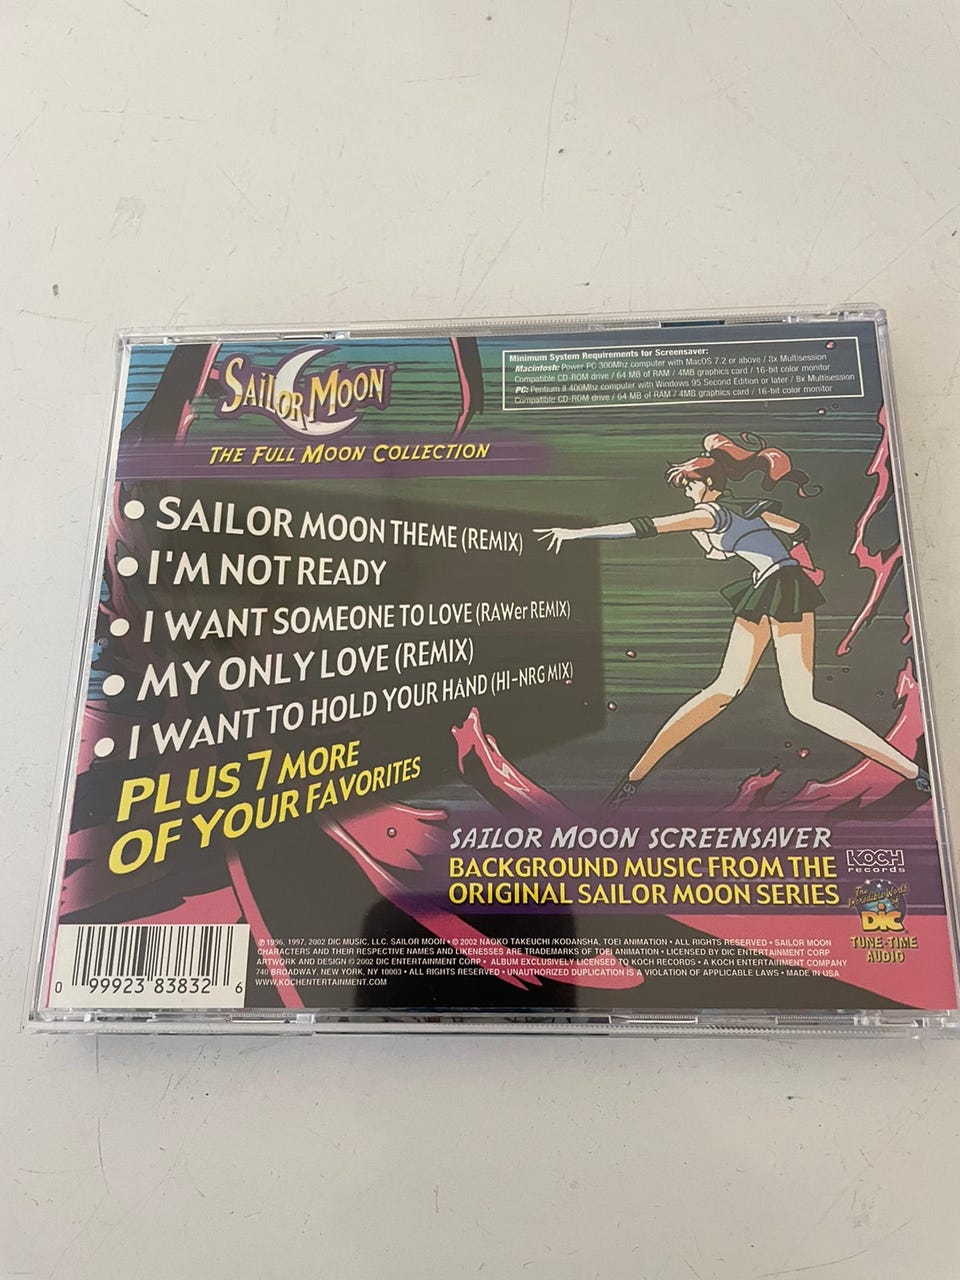 SAILOR MOON
THE FULL MOON COLLECTION
Minimum System Requirements for Screensaver:
Macintosh: Power PC 300Mhz computer with MacOS 7.2 or above / 8x Multisession
Compatible CD-ROM drive / 64 MB of RAM / 4MB graphics card / 16-bit color monitor
PC: Pentium II 400Mhz computer with Windows 95 Second Edition or later / 8x Multisession
Compatible CD-ROM drive / 64 MB of RAM / 4MB graphics card / 16-bit color monitor
• SAILOR MOON THEME (REMIX)
• I'M NOT READY
• I WANT SOMEONE TO LOVE (RAWer REMIX)
• MY ONLY LOVE (REMIX)
• I WANT TO HOLD YOUR HAND (HI-NRG MIX)
PLUS 7 MORE
OF YOUR FAVORITES
SAILOR MOON SCREENSAVER
BACKGROUND MUSIC FROM THE
ORIGINAL SAILOR MOON SERIES
KOCH
records
The Incredible World of
DIC
TUNE-TIME
AUDIO
℗ 1996, 1997, 2002 DIC MUSIC, LLC. SAILOR MOON • © 2002 NAOKO TAKEUCHI /KODANSHA, TOEI ANIMATION • ALL RIGHTS RESERVED • SAILOR MOON
CHARACTERS AND THEIR RESPECTIVE NAMES AND LIKENESSES ARE TRADEMARKS OF TOEI ANIMATION • LICENSED BY DIC ENTERTAINMENT CORP
ARTWORK AND DESIGN © 2002 DIC ENTERTAINMENT CORP • ALBUM EXCLUSIVELY LICENSED TO KOCH RECORDS • A KOCH ENTERTAINMENT COMPANY
740 BROADWAY, NEW YORK, NY 10003 • ALL RIGHTS RESERVED • UNAUTHORIZED DUPLICATION IS A VIOLATION OF APPLICABLE LAWS • MADE IN USA
WWW.KOCHENTERTAINMENT.COM
0 99923 83832 6